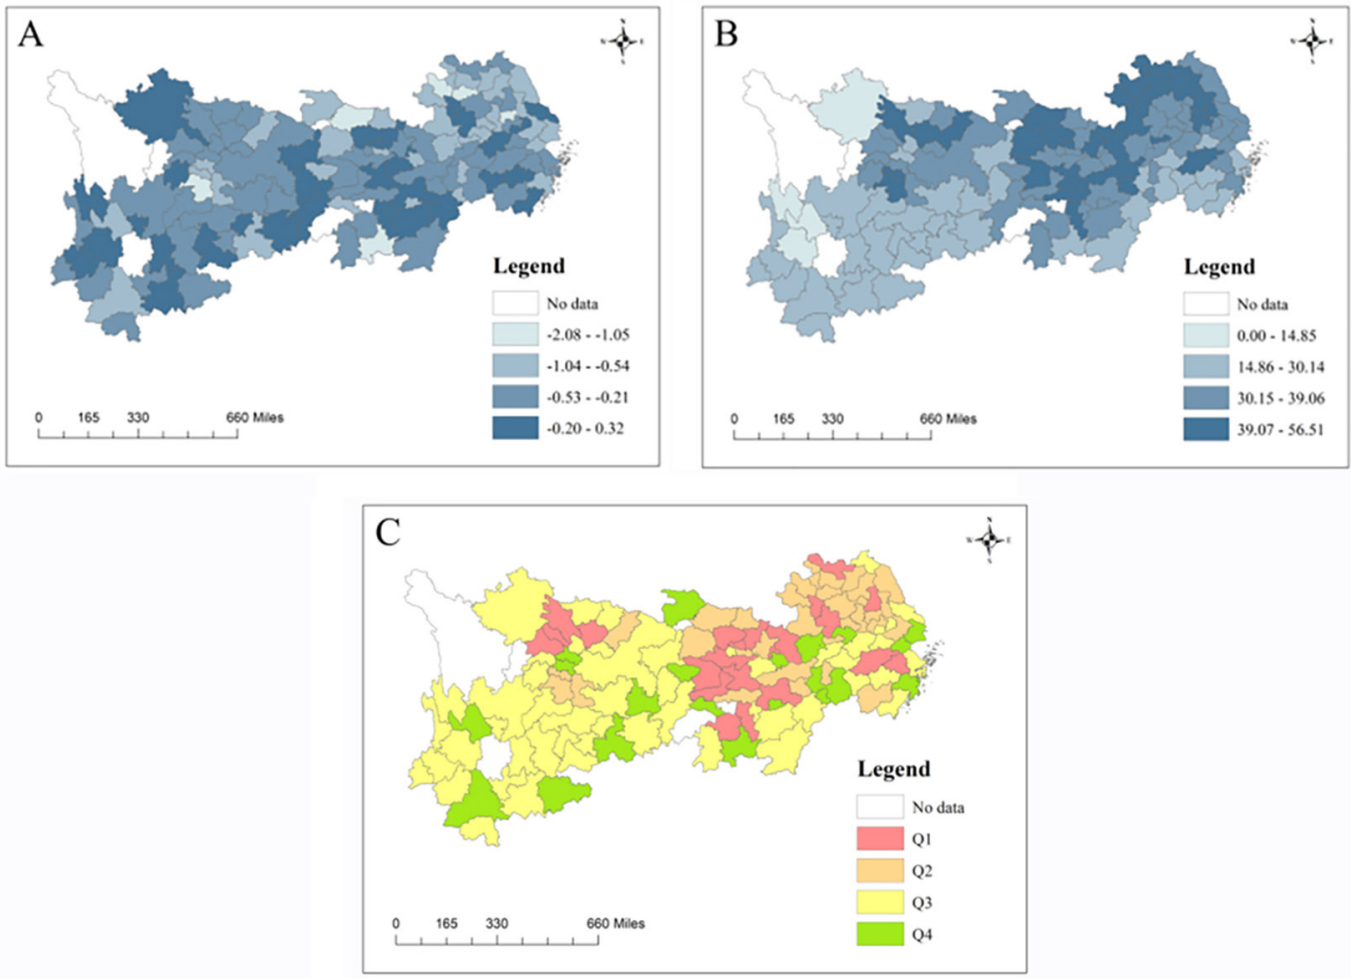 A
N
W
E
Legend
No data
-2.08 - -1.05
-1.04 - -0.54
-0.53 - -0.21
-0.20 - 0.32
0 165 330 660 Miles
B
N
W
E
Legend
No data
0.00 - 14.85
14.86 - 30.14
30.15 - 39.06
39.07 - 56.51
0 165 330 660 Miles
C
N
W
E
Legend
No data
Q1
Q2
Q3
Q4
0 165 330 660 Miles